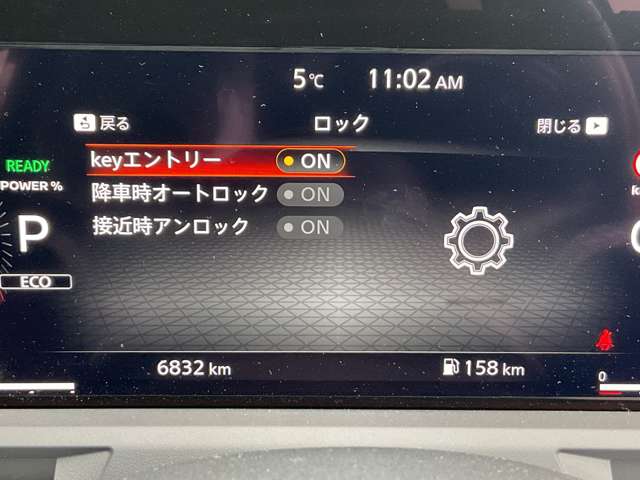 5℃ 11:02 AM
戻る ロック 閉じる
keyエントリー ON
降車時オートロック ON
接近時アンロック ON
READY
POWER %
P
ECO
6832 km 158 km
0